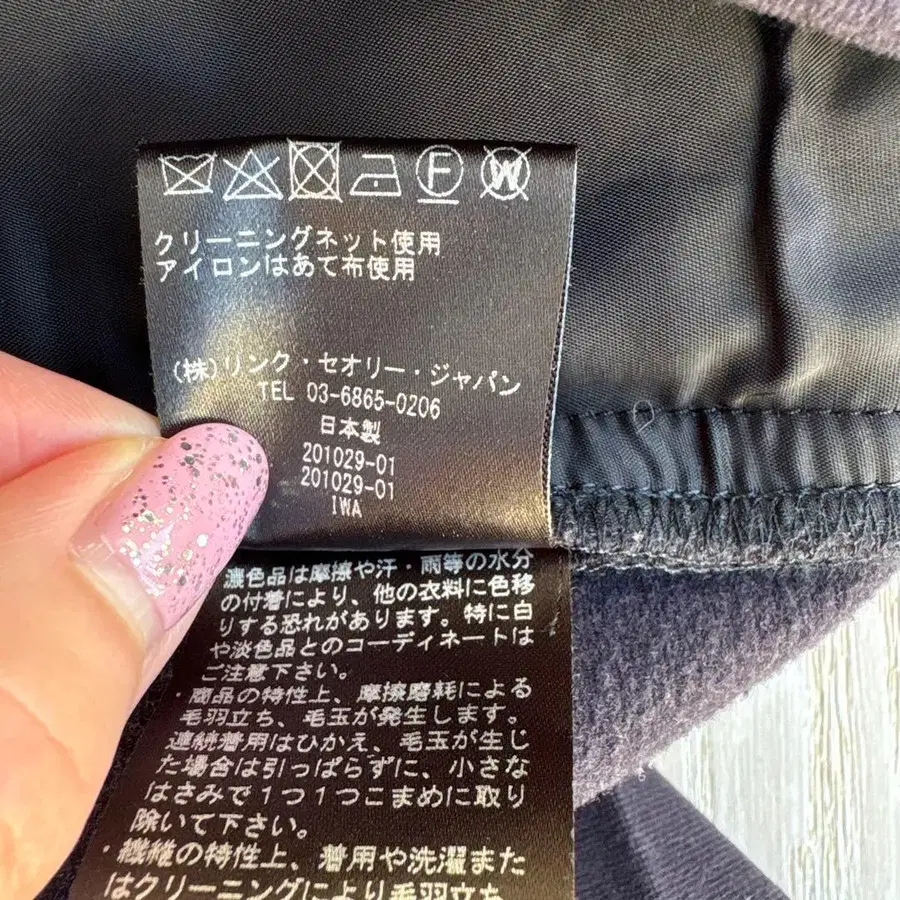 F W
クリーニングネット使用
アイロンはあて布使用
(株)リンク・セオリー・ジャパン
TEL 03-6865-0206
日本製
201029-01
201029-01
IWA
濃色品は摩擦や汗・雨等の水分
の付着により、他の衣料に色移
りする恐れがあります。特に白
や淡色品とのコーディネートは
ご注意下さい。
・商品の特性上、摩擦磨耗による
毛羽立ち、毛玉が発生します。
連続着用はひかえ、毛玉が生じ
た場合は引っぱらずに、小さな
はさみで1つ1つこまめに取り
除いて下さい。
・繊維の特性上、着用や洗濯また
はクリーニングにより毛羽立ち